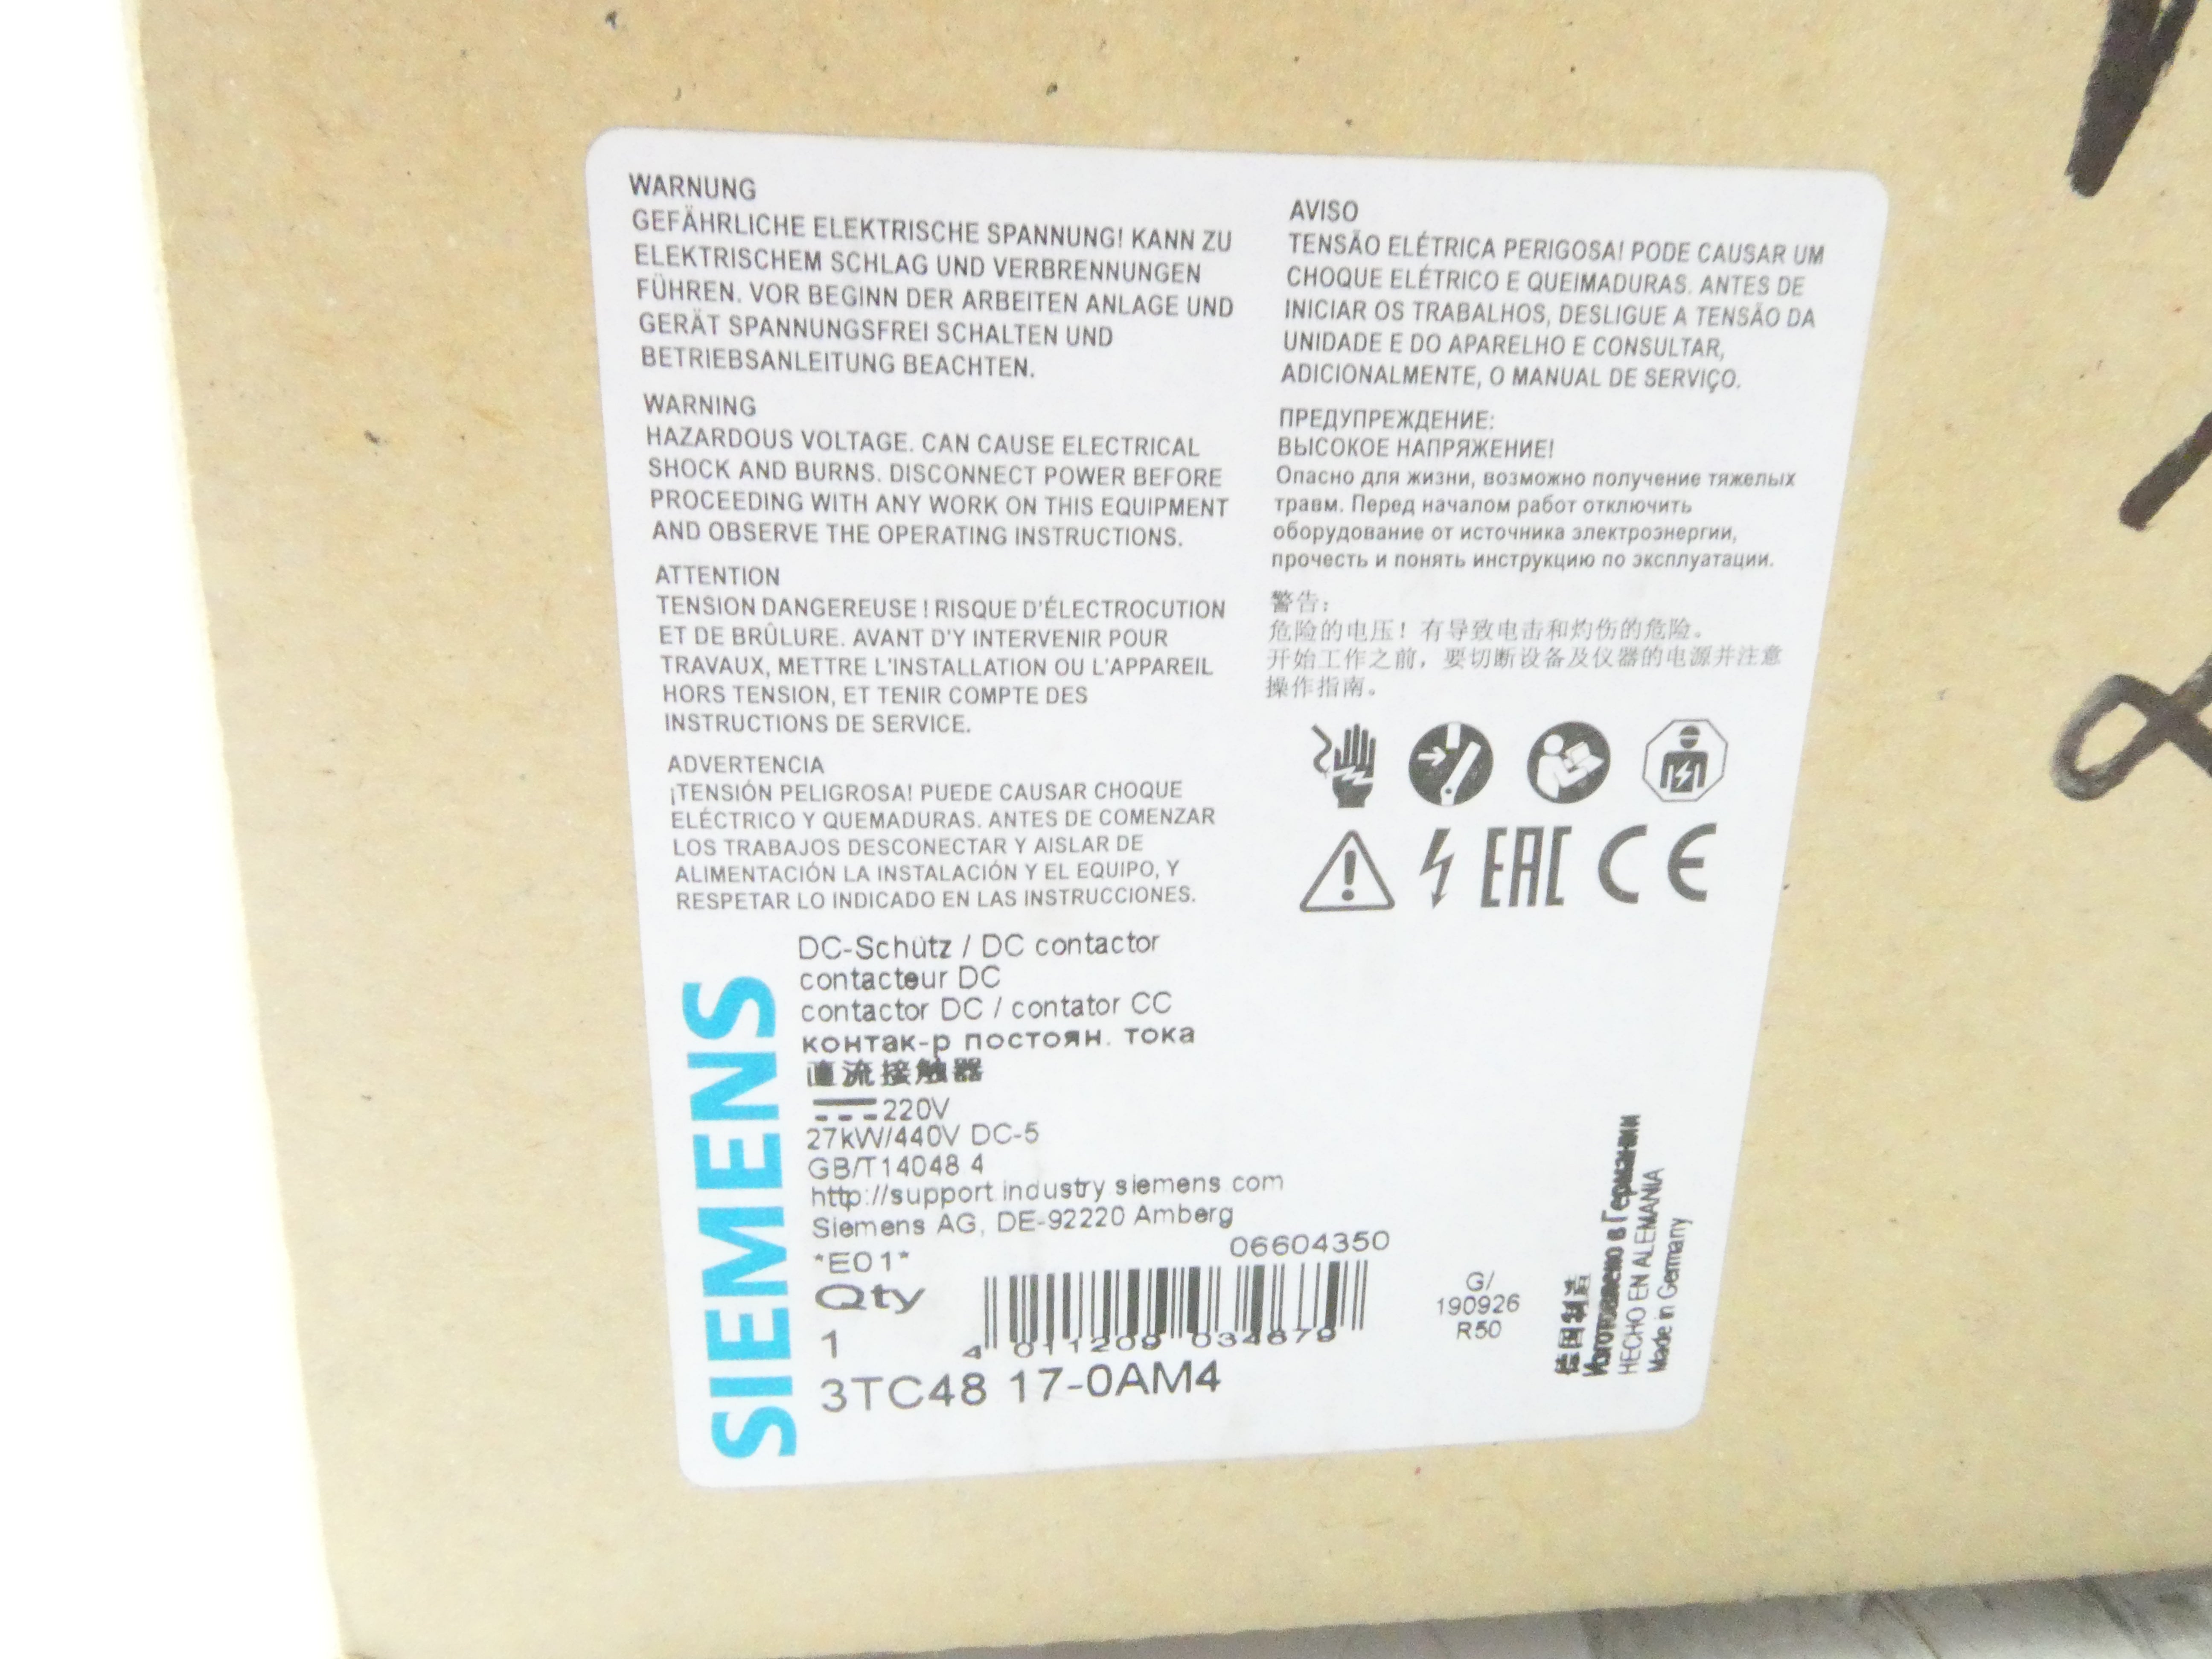 WARNUNG
GEFÄHRLICHE ELEKTRISCHE SPANNUNG! KANN ZU
ELEKTRISCHEM SCHLAG UND VERBRENNUNGEN
FÜHREN. VOR BEGINN DER ARBEITEN ANLAGE UND
GERÄT SPANNUNGSFREI SCHALTEN UND
BETRIEBSANLEITUNG BEACHTEN.
WARNING
HAZARDOUS VOLTAGE. CAN CAUSE ELECTRICAL
SHOCK AND BURNS. DISCONNECT POWER BEFORE
PROCEEDING WITH ANY WORK ON THIS EQUIPMENT
AND OBSERVE THE OPERATING INSTRUCTIONS.
ATTENTION
TENSION DANGEREUSE ! RISQUE D'ÉLECTROCUTION
ET DE BRÛLURE. AVANT D'Y INTERVENIR POUR
TRAVAUX, METTRE L'INSTALLATION OU L'APPAREIL
HORS TENSION, ET TENIR COMPTE DES
INSTRUCTIONS DE SERVICE.
ADVERTENCIA
¡TENSIÓN PELIGROSA! PUEDE CAUSAR CHOQUE
ELÉCTRICO Y QUEMADURAS. ANTES DE COMENZAR
LOS TRABAJOS DESCONECTAR Y AISLAR DE
ALIMENTACIÓN LA INSTALACIÓN Y EL EQUIPO, Y
RESPETAR LO INDICADO EN LAS INSTRUCCIONES.
AVISO
TENSÃO ELÉTRICA PERIGOSA! PODE CAUSAR UM
CHOQUE ELÉTRICO E QUEIMADURAS. ANTES DE
INICIAR OS TRABALHOS, DESLIGUE A TENSÃO DA
UNIDADE E DO APARELHO E CONSULTAR,
ADICIONALMENTE, O MANUAL DE SERVIÇO.
ПРЕДУПРЕЖДЕНИЕ:
ВЫСОКОЕ НАПРЯЖЕНИЕ!
Опасно для жизни, возможно получение тяжелых
травм. Перед началом работ отключить
оборудование от источника электроэнергии,
прочесть и понять инструкцию по эксплуатации.
警告:
危险的电压！有导致电击和灼伤的危险。
开始工作之前，要切断设备及仪器的电源并注意
操作指南。
EAC CE
SIEMENS
DC-Schütz / DC contactor
contacteur DC
contactor DC / contator CC
контак-р постоян. тока
直流接触器
220V
27kW/440V DC-5
GB/T14048 4
http://support.industry.siemens.com
Siemens AG, DE-92220 Amberg
*E01*
06604350
Qty
1
4 011209 034679
3TC48 17-0AM4
G/
190926
R50
德国制造
Изготовлено в Германии
HECHO EN ALEMANIA
Made in Germany